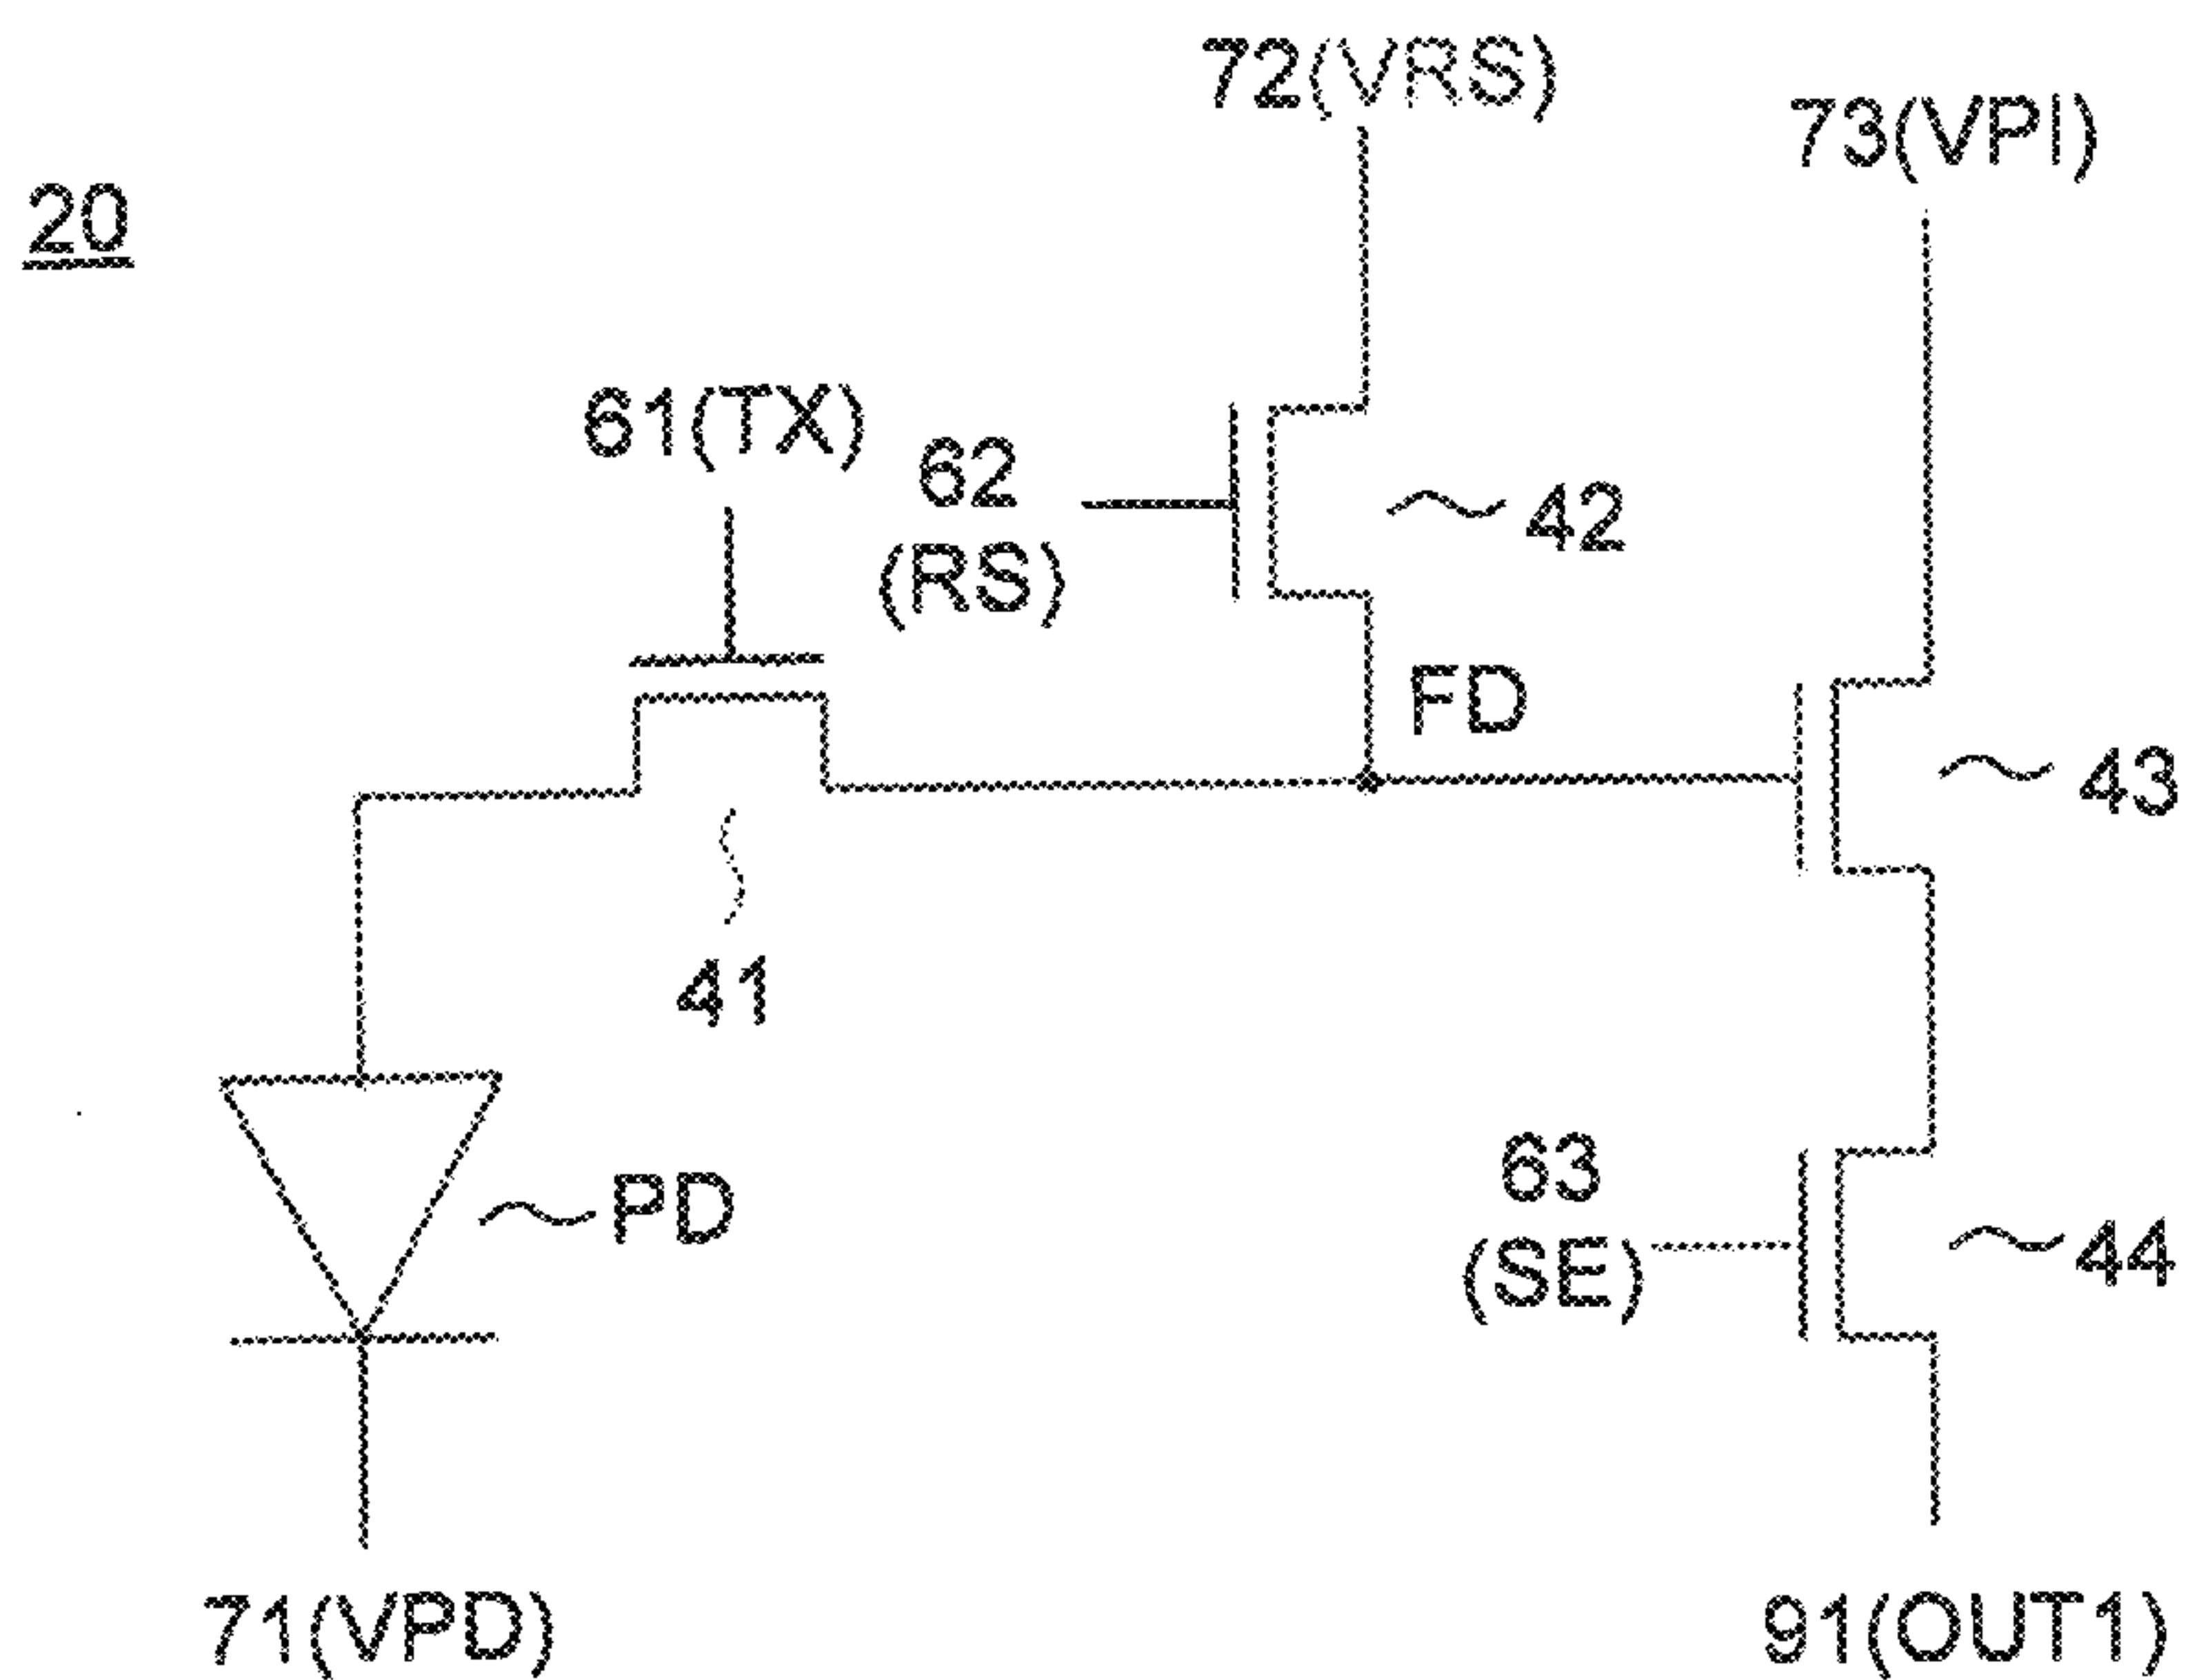 72(VRS)
73(VPI)
20
61(TX)
62
(RS)
42
FD
43
41
63
(SE)
PD
44
71(VPD)
91(OUT1)